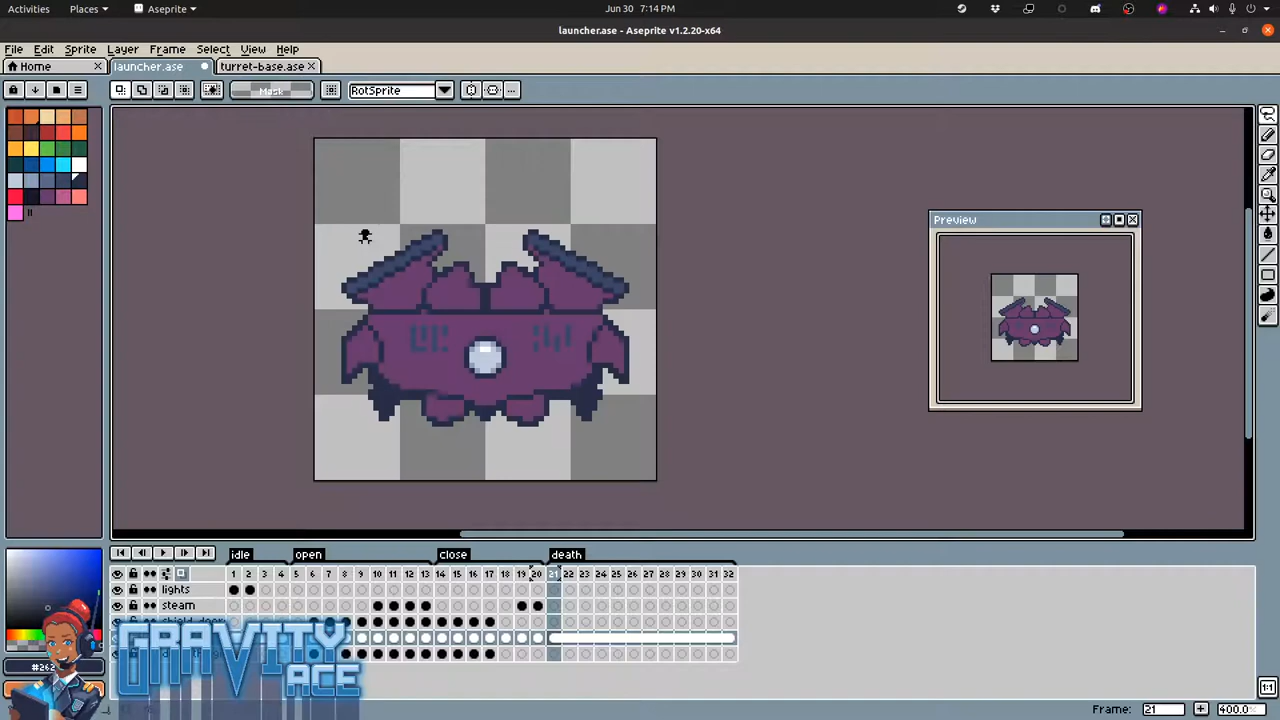 Activities Places Aseprite Jun 30 7:14 PM
launcher.ase - Aseprite v1.2.20-x64
File Edit Sprite Layer Frame Select View Help
Home launcher.ase turret-base.ase
Mask RotSprite
Preview
idle open close death
1 2 3 4 5 6 7 8 9 10 11 12 13 14 15 16 17 18 19 20 21 22 23 24 25 26 27 28 29 30 31 32
lights
steam
GRAVITY
ACE
Frame: 21 400.0%
1:1